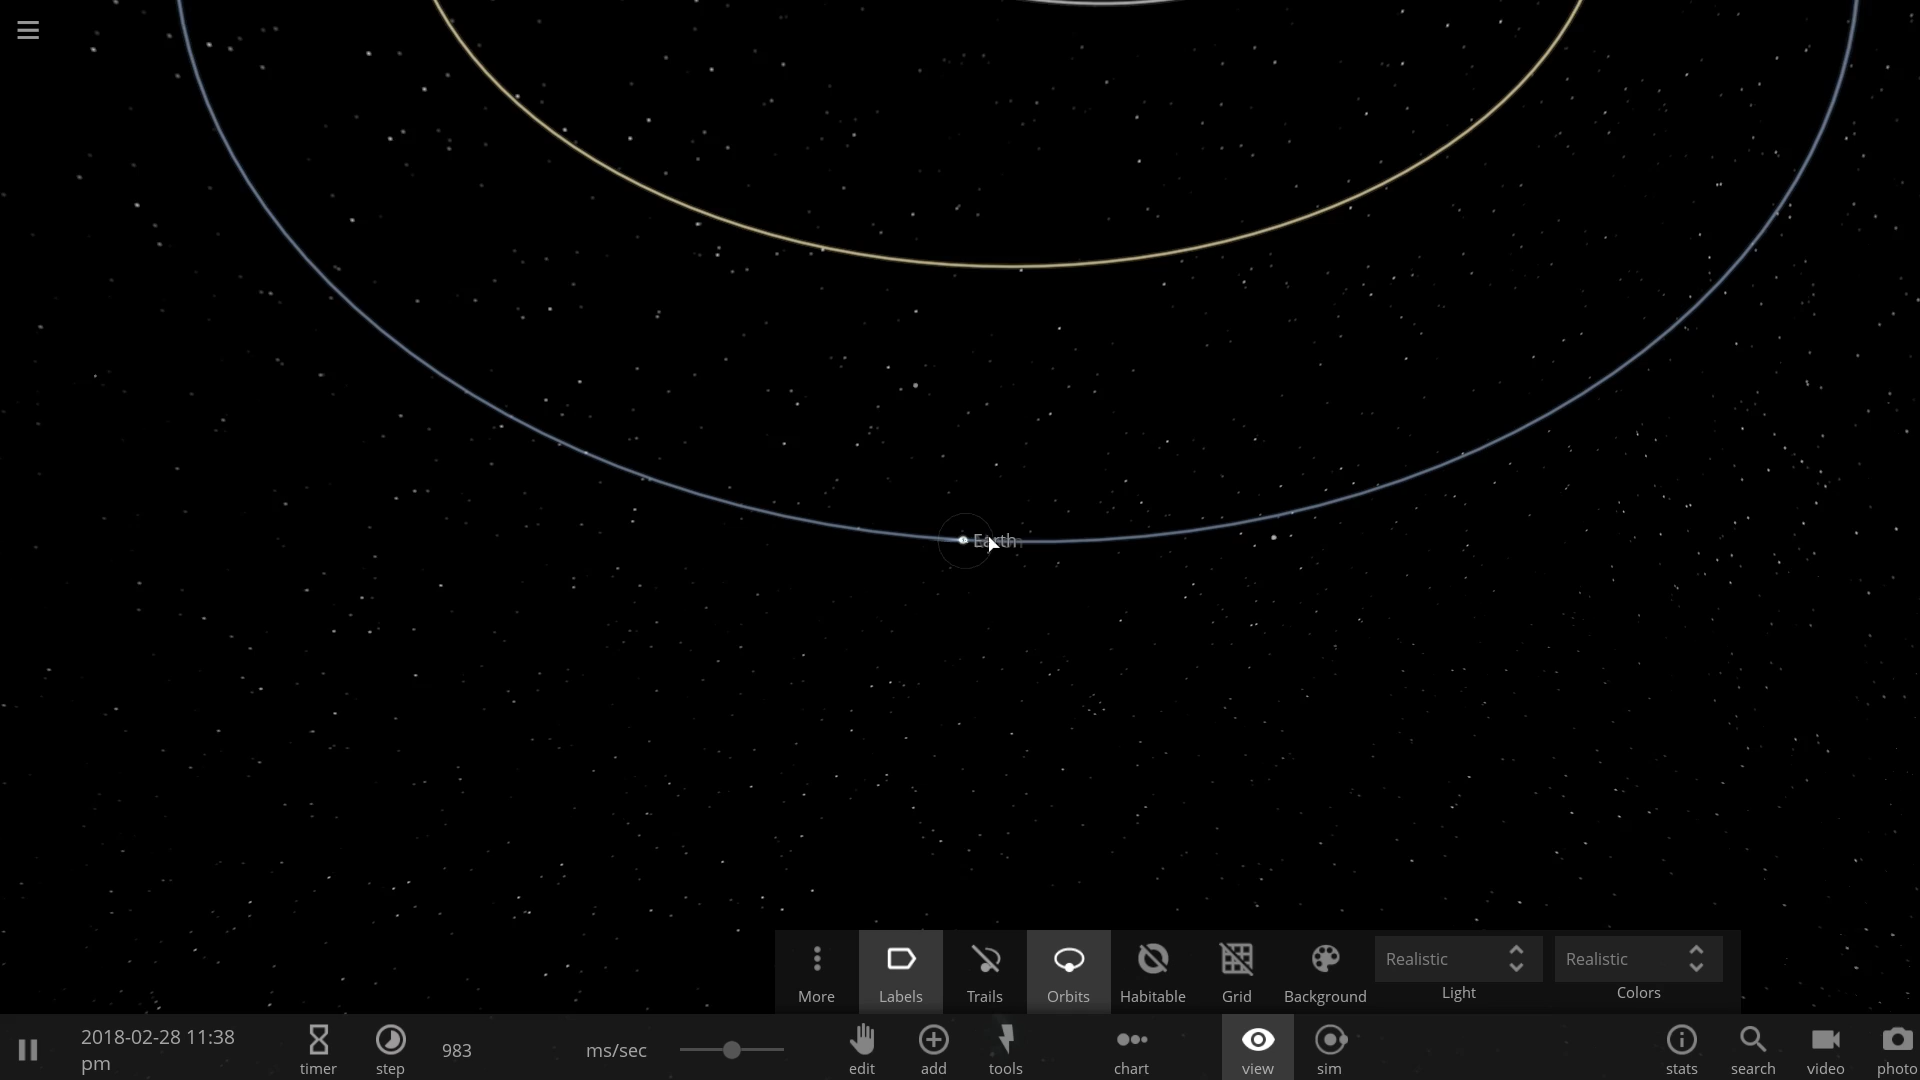 Earth
More
Labels
Trails
Orbits
Habitable
Grid
Background
Realistic
Light
Realistic
Colors
2018-02-28 11:38
pm
timer
step
983
ms/sec
edit
add
tools
chart
view
sim
stats
search
video
photo